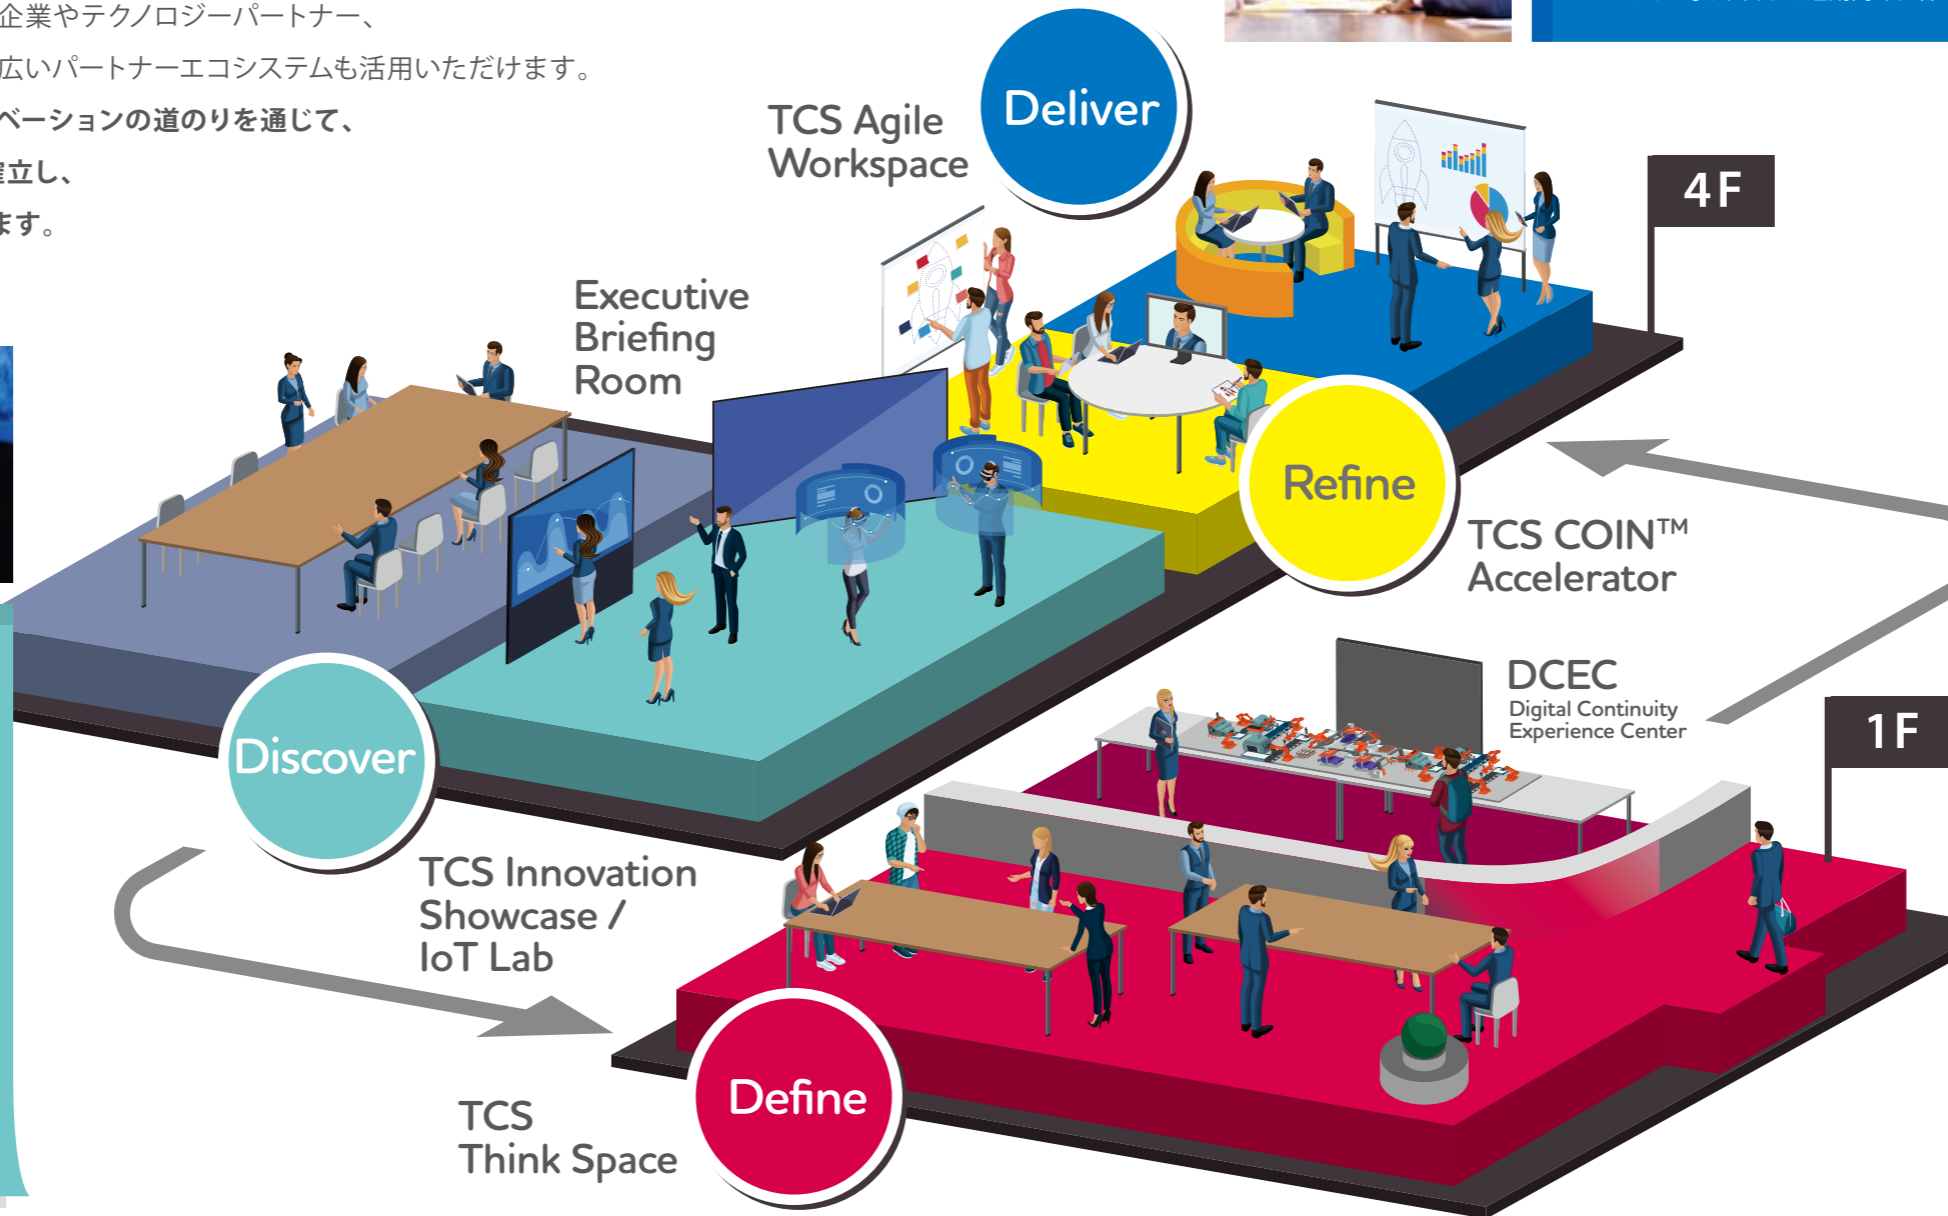 企業やテクノロジーパートナー、
広いパートナーエコシステムも活用いただけます。
ベーションの道のりを通じて、
立し、
ます。
TCS Agile
Workspace
Deliver
4F
Executive
Briefing
Room
Refine
TCS COIN™
Accelerator
DCEC
Digital Continuity
Experience Center
1F
Discover
TCS Innovation
Showcase /
IoT Lab
Define
TCS
Think Space